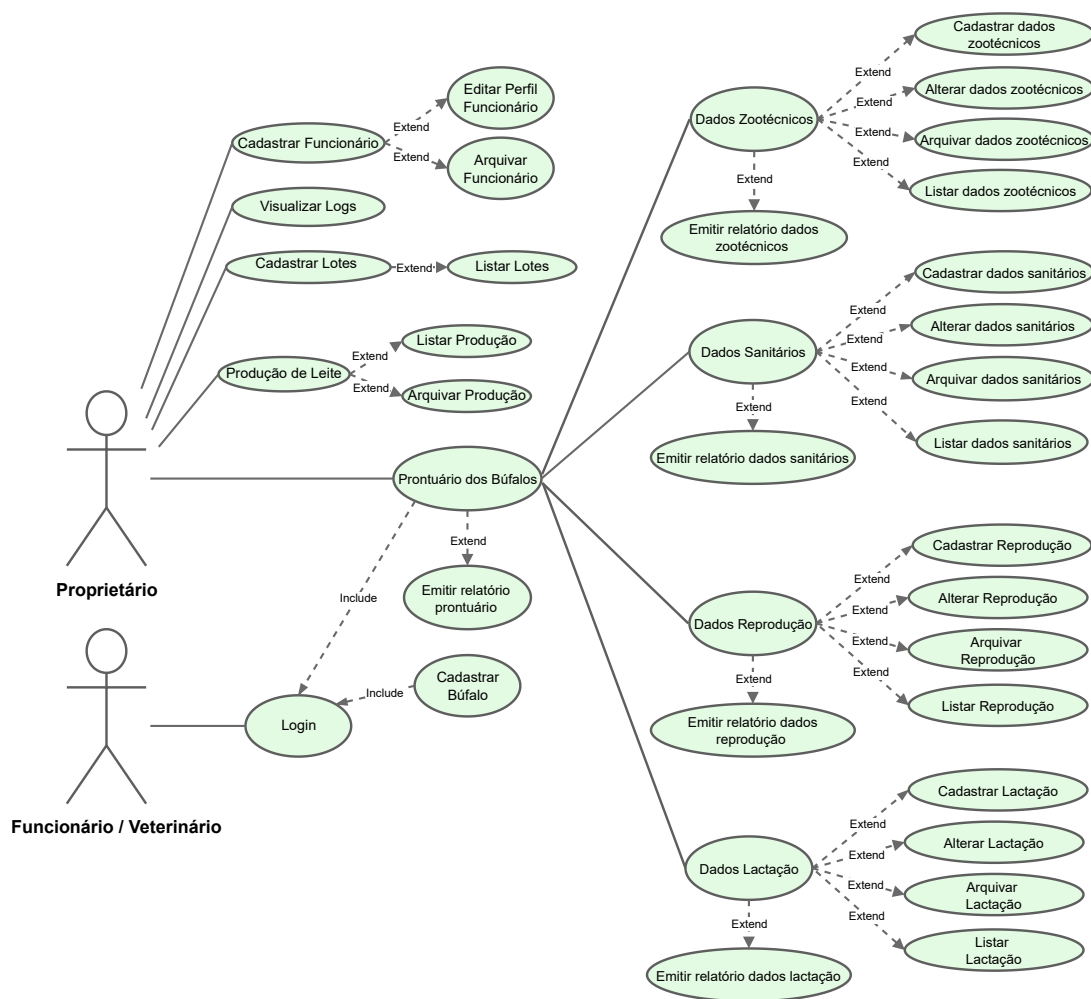 Editar Perfil
Funcionário
Extend
Cadastrar Funcionário
Extend
Arquivar
Funcionário
Visualizar Logs
Cadastrar Lotes
Extend
Listar Lotes
Listar Produção
Extend
Produção de Leite
Extend
Arquivar Produção
Proprietário
Prontuário dos Búfalos
Extend
Emitir relatório
prontuário
Include
Cadastrar
Búfalo
Include
Login
Funcionário / Veterinário
Cadastrar dados
zootécnicos
Extend
Alterar dados zootécnicos
Extend
Dados Zootécnicos
Extend
Arquivar dados zootécnicos
Extend
Listar dados zootécnicos
Extend
Emitir relatório dados
zootécnicos
Cadastrar dados sanitários
Extend
Alterar dados sanitários
Extend
Dados Sanitários
Extend
Arquivar dados sanitários
Extend
Listar dados sanitários
Extend
Emitir relatório dados sanitários
Cadastrar Reprodução
Extend
Alterar Reprodução
Extend
Dados Reprodução
Extend
Arquivar
Reprodução
Extend
Listar Reprodução
Extend
Emitir relatório dados
reprodução
Cadastrar Lactação
Extend
Alterar Lactação
Extend
Dados Lactação
Extend
Arquivar
Lactação
Extend
Listar
Lactação
Extend
Emitir relatório dados lactação